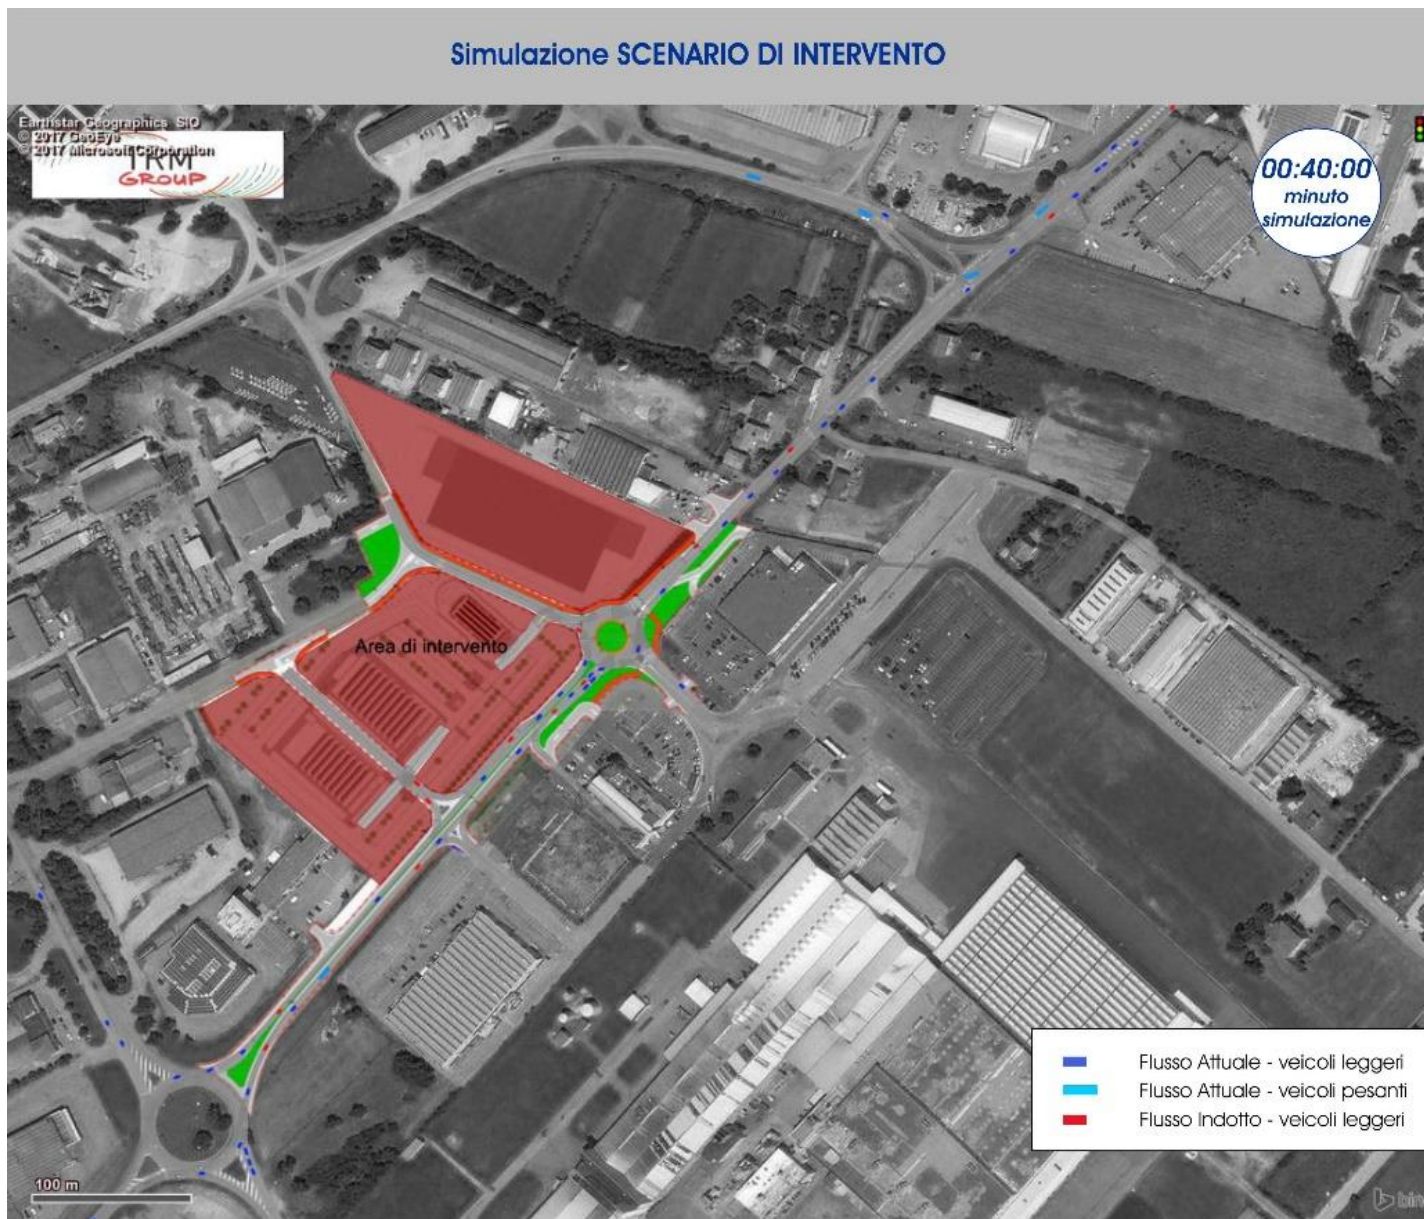 Simulazione SCENARIO DI INTERVENTO
Earthstar Geographics SIO
© 2017 GeoEye
© 2017 Microsoft Corporation
TRM
GROUP
00:40:00
minuto
simulazione
Area di intervento
Flusso Attuale - veicoli leggeri
Flusso Attuale - veicoli pesanti
Flusso Indotto - veicoli leggeri
100 m
bin